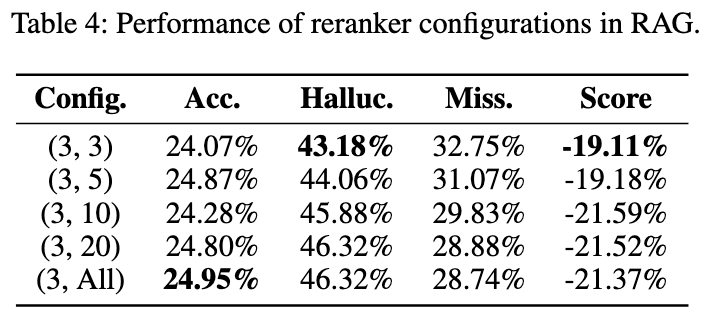 Table 4: Performance of reranker configurations in RAG.
Config. Acc. Halluc. Miss. Score
(3, 3) 24.07% 43.18% 32.75% -19.11%
(3, 5) 24.87% 44.06% 31.07% -19.18%
(3, 10) 24.28% 45.88% 29.83% -21.59%
(3, 20) 24.80% 46.32% 28.88% -21.52%
(3, All) 24.95% 46.32% 28.74% -21.37%